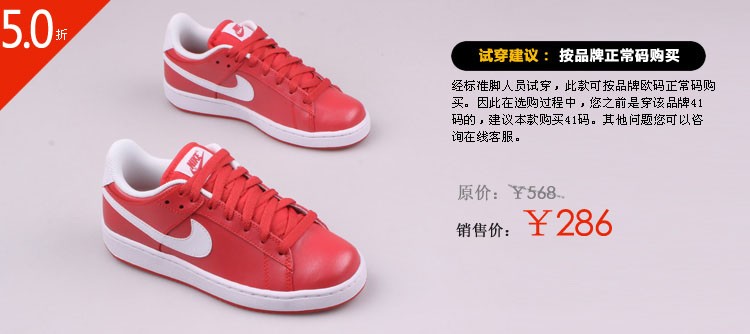 5.0折
试穿建议：按品牌正常码购买
经标准脚人员试穿，此款可按品牌欧码正常码购
买。因此在选购过程中，您之前是穿该品牌41
码的，建议本款购买41码。其他问题您可以咨
询在线客服。
原价：￥568
销售价：￥286
NIKE
NIKE